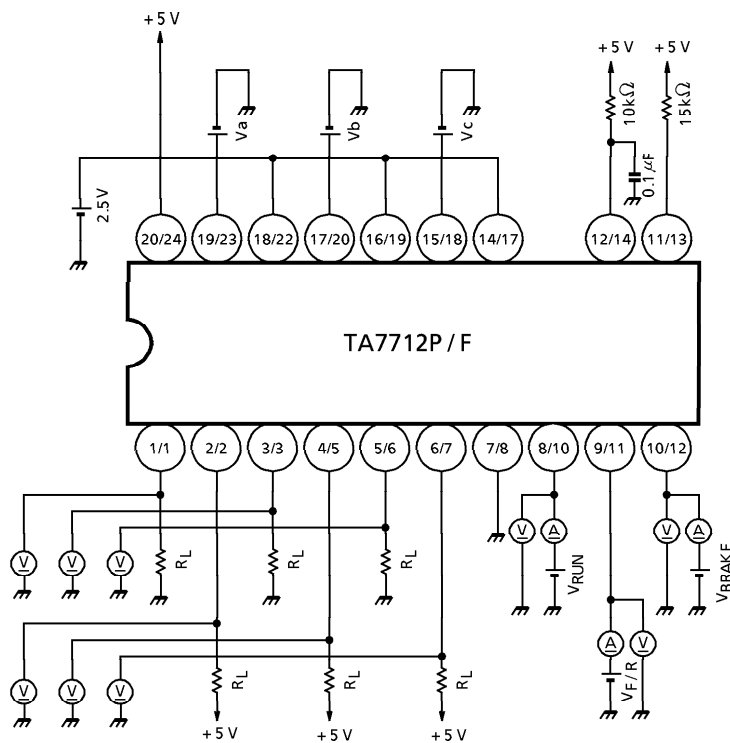 +5 V
+5 V +5 V
Va Vb Vc
10kΩ 15kΩ
0.1 μF
2.5 V
20/24 19/23 18/22 17/20 16/19 15/18 14/17 12/14 11/13
TA7712P / F
1/1 2/2 3/3 4/5 5/6 6/7 7/8 8/10 9/11 10/12
V V V RL RL RL V A VRUN V A VBRAKE
A V
VF / R
V V V RL RL RL
+5 V +5 V +5 V